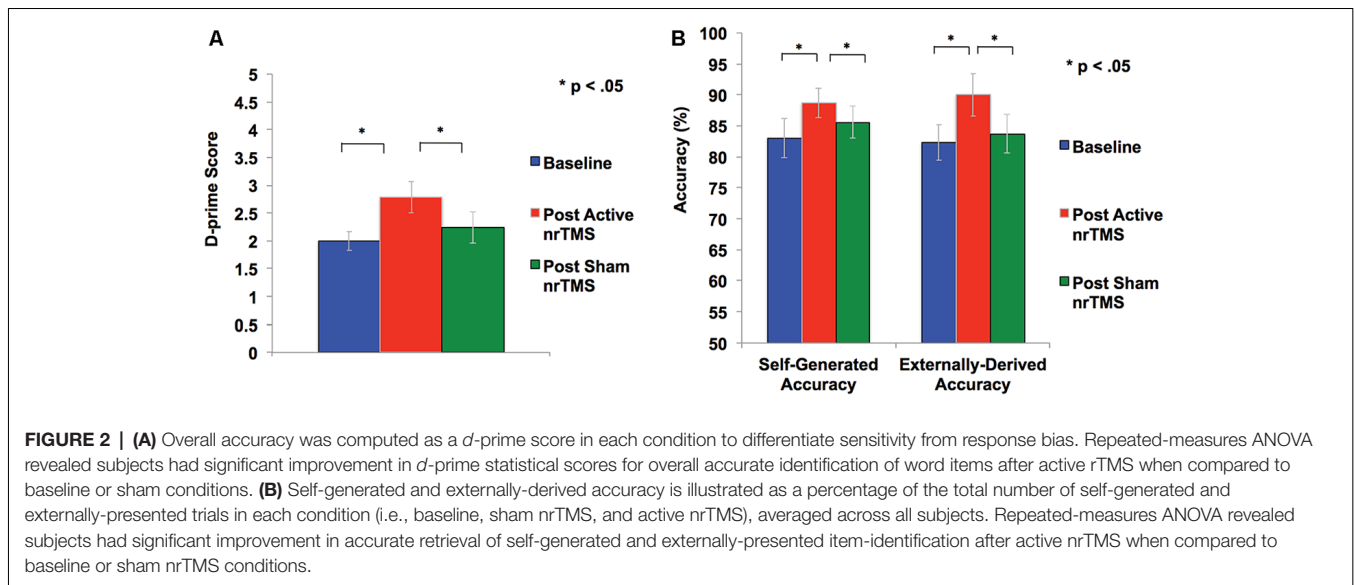 A
D-prime Score
5
4.5
4
3.5
3
2.5
2
1.5
1
0.5
0
*
*
* p < .05
Baseline
Post Active
nrTMS
Post Sham
nrTMS
B
Accuracy (%)
100
95
90
85
80
75
70
65
60
55
50
*
*
*
*
* p < .05
Baseline
Post Active
nrTMS
Post Sham
nrTMS
Self-Generated
Accuracy
Externally-Derived
Accuracy
FIGURE 2 | (A) Overall accuracy was computed as a d-prime score in each condition to differentiate sensitivity from response bias. Repeated-measures ANOVA
revealed subjects had significant improvement in d-prime statistical scores for overall accurate identification of word items after active rTMS when compared to
baseline or sham conditions. (B) Self-generated and externally-derived accuracy is illustrated as a percentage of the total number of self-generated and
externally-presented trials in each condition (i.e., baseline, sham nrTMS, and active nrTMS), averaged across all subjects. Repeated-measures ANOVA revealed
subjects had significant improvement in accurate retrieval of self-generated and externally-presented item-identification after active nrTMS when compared to
baseline or sham nrTMS conditions.